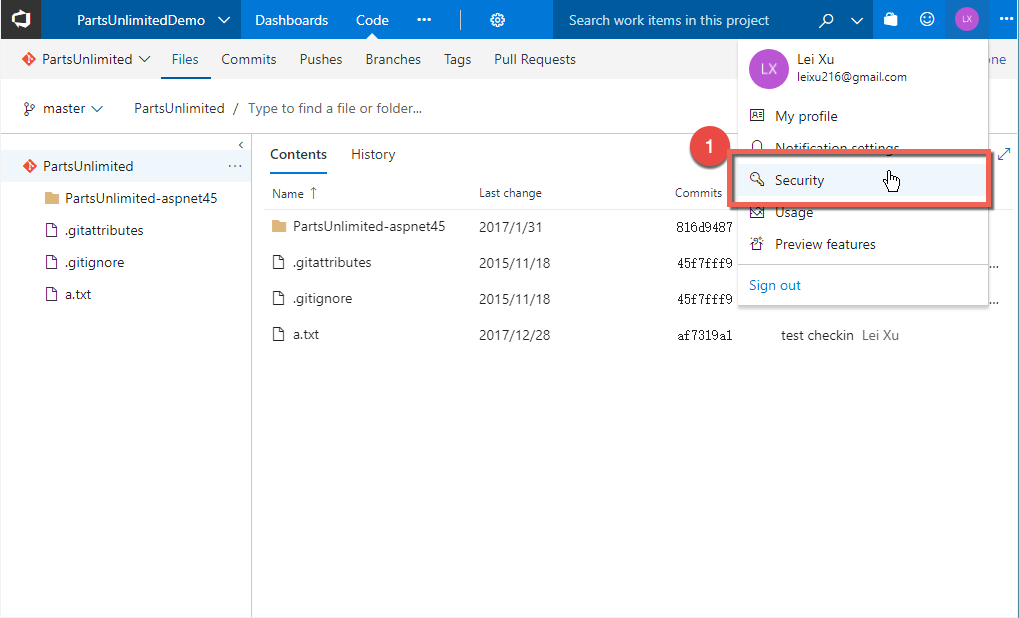 PartsUnlimitedDemo Dashboards Code ... Search work items in this project LX ...
PartsUnlimited Files Commits Pushes Branches Tags Pull Requests
LX
Lei Xu
leixu216@gmail.com
master PartsUnlimited / Type to find a file or folder...
My profile
Notification settings
1
Security
Usage
Preview features
Sign out
PartsUnlimited ...
PartsUnlimited-aspnet45
.gitattributes
.gitignore
a.txt
Contents History
Name ↑ Last change Commits
PartsUnlimited-aspnet45 2017/1/31 816d9487
.gitattributes 2015/11/18 45f7fff9 ...
.gitignore 2015/11/18 45f7fff9 ...
a.txt 2017/12/28 af7319a1 test checkin Lei Xu